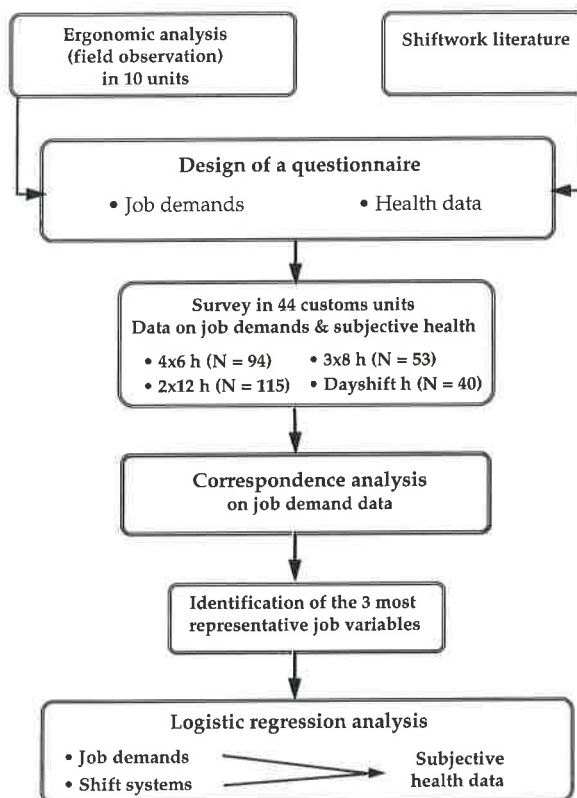 Ergonomic analysis
(field observation)
in 10 units
Shiftwork literature
Design of a questionnaire
• Job demands • Health data
Survey in 44 customs units
Data on job demands & subjective health
• 4x6 h (N = 94) • 3x8 h (N = 53)
• 2x12 h (N = 115) • Dayshift h (N = 40)
Correspondence analysis
on job demand data
Identification of the 3 most
representative job variables
Logistic regression analysis
• Job demands
• Shift systems
Subjective
health data